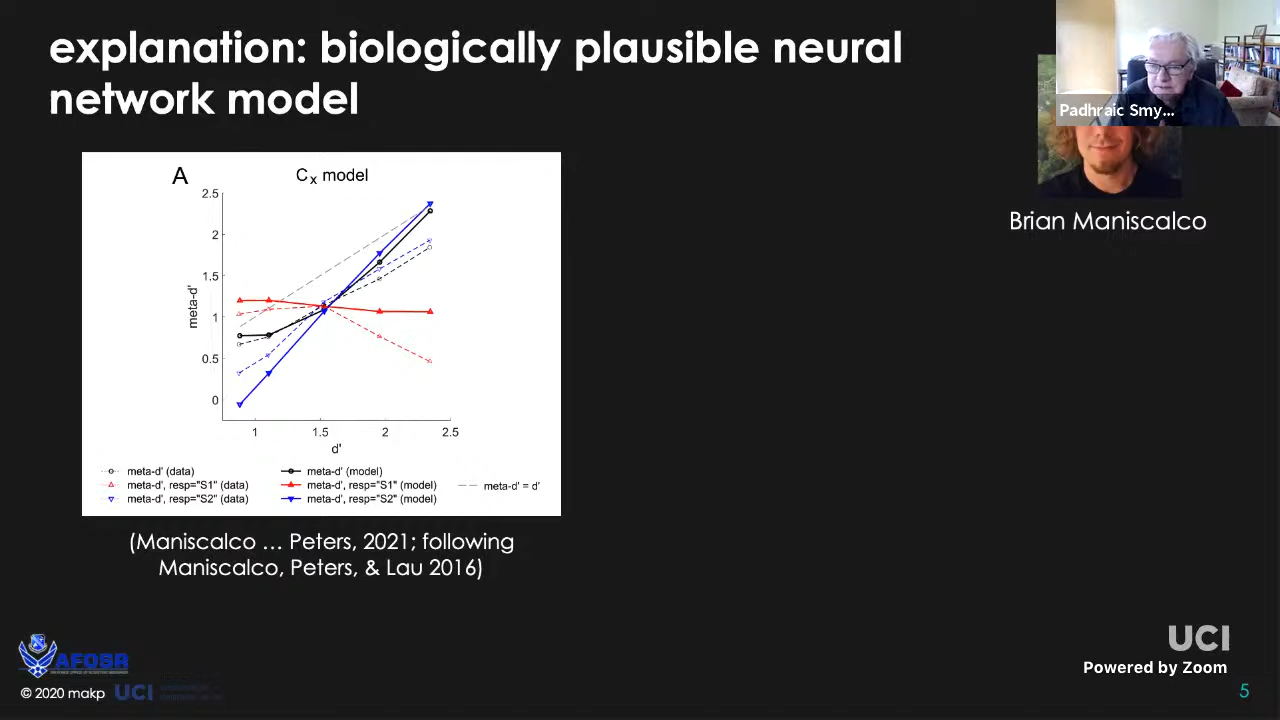 explanation: biologically plausible neural
network model
Padhraic Smy...
Brian Maniscalco
A
Cx model
2.5
2
1.5
1
0.5
0
meta-d'
1
1.5
2
2.5
d'
meta-d' (data)
meta-d', resp="S1" (data)
meta-d', resp="S2" (data)
meta-d' (model)
meta-d', resp="S1" (model)
meta-d', resp="S2" (model)
meta-d' = d'
(Maniscalco … Peters, 2021; following
Maniscalco, Peters, & Lau 2016)
AFOSR
© 2020 makp
UCI
UCI
Powered by Zoom
5